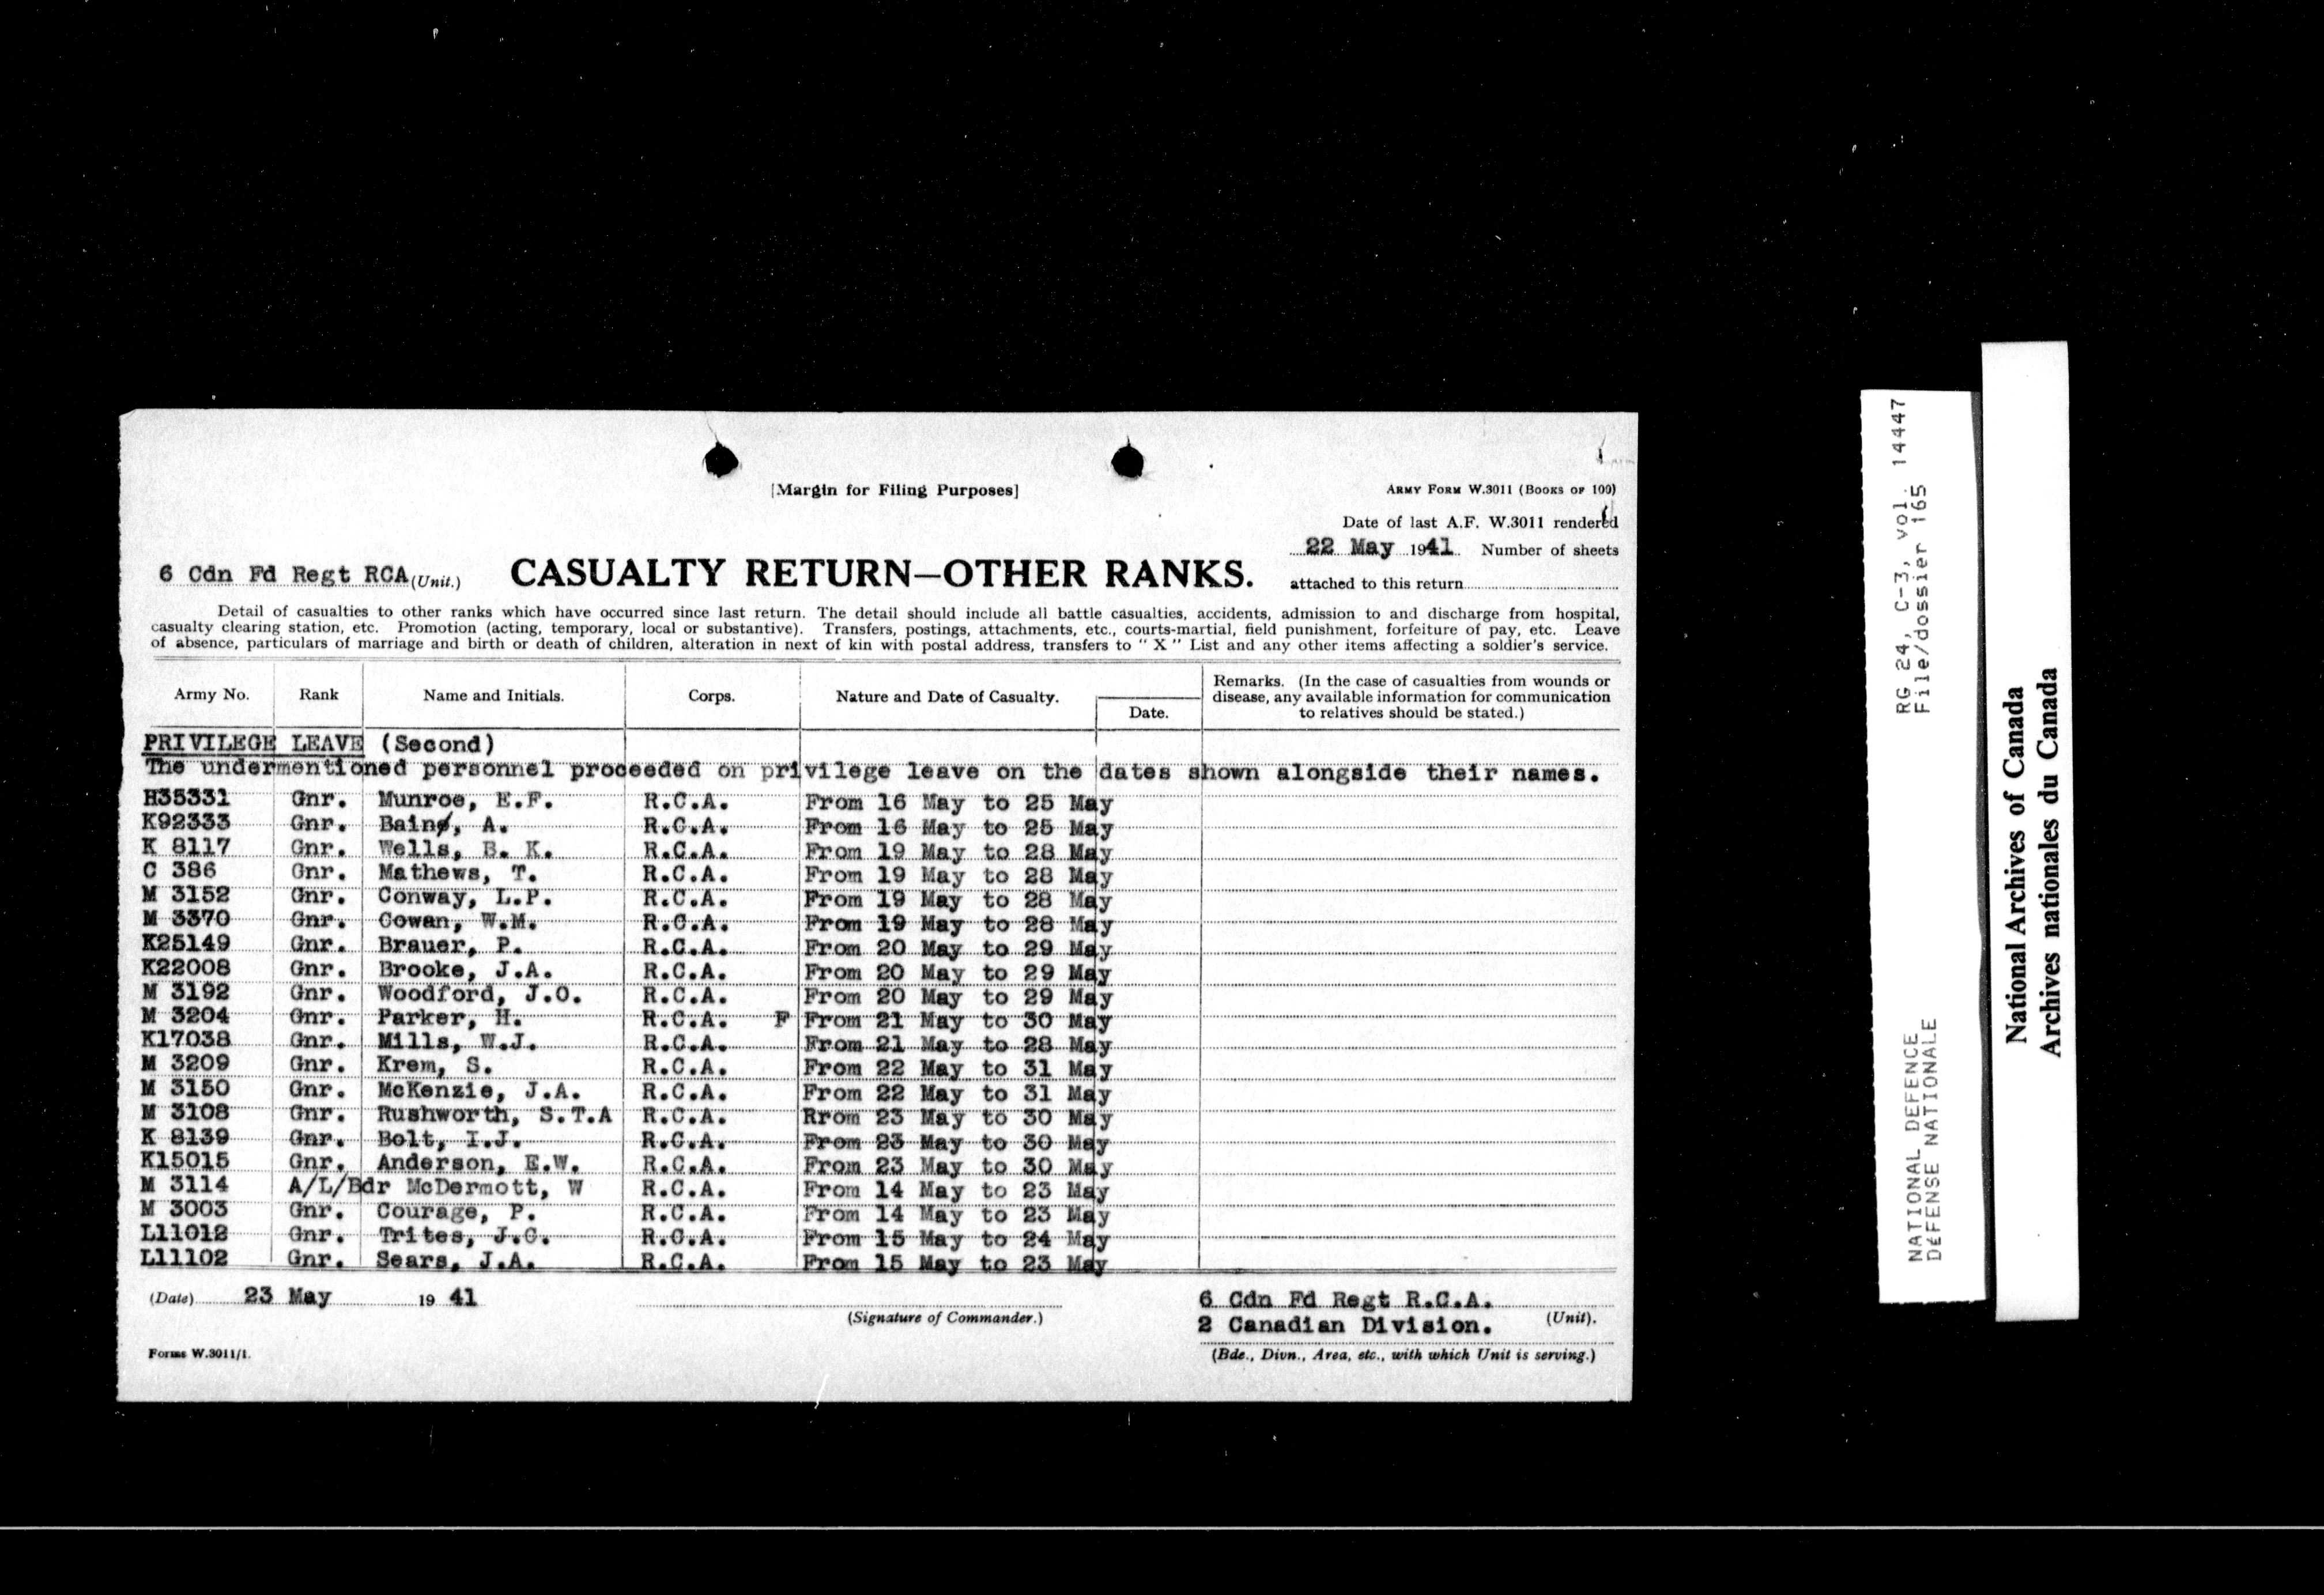 [Margin for Filing Purposes]
ARMY FORM W.3011 (BOOKS OF 100)
Date of last A.F. W.3011 rendered
22 May 1941. Number of sheets
attached to this return
6 Cdn Fd Regt RCA (Unit.)
CASUALTY RETURN—OTHER RANKS.
Detail of casualties to other ranks which have occurred since last return. The detail should include all battle casualties, accidents, admission to and discharge from hospital,
casualty clearing station, etc. Promotion (acting, temporary, local or substantive). Transfers, postings, attachments, etc., courts-martial, field punishment, forfeiture of pay, etc. Leave
of absence, particulars of marriage and birth or death of children, alteration in next of kin with postal address, transfers to " X " List and any other items affecting a soldier's service.
Army No. Rank Name and Initials. Corps. Nature and Date of Casualty. Date. Remarks. (In the case of casualties from wounds or
disease, any available information for communication
to relatives should be stated.)
PRIVILEGE LEAVE (Second)
The undermentioned personnel proceeded on privilege leave on the dates shown alongside their names.
H35331 Gnr. Munroe, E.F. R.C.A. From 16 May to 25 May
K92333 Gnr. Bain, A. R.C.A. From 16 May to 25 May
K 8117 Gnr. Wells, B. K. R.C.A. From 19 May to 28 May
C 386 Gnr. Mathews, T. R.C.A. From 19 May to 28 May
M 3152 Gnr. Conway, L.P. R.C.A. From 19 May to 28 May
M 3370 Gnr. Cowan, W.M. R.C.A. From 19 May to 28 May
K25149 Gnr. Brauer, P. R.C.A. From 20 May to 29 May
K22008 Gnr. Brooke, J.A. R.C.A. From 20 May to 29 May
M 3192 Gnr. Woodford, J.O. R.C.A. From 20 May to 29 May
M 3204 Gnr. Parker, H. R.C.A. F From 21 May to 30 May
K17038 Gnr. Mills, W.J. R.C.A. From 21 May to 28 May
M 3209 Gnr. Krem, S. R.C.A. From 22 May to 31 May
M 3150 Gnr. McKenzie, J.A. R.C.A. From 22 May to 31 May
M 3108 Gnr. Rushworth, S.T.A R.C.A. Rrom 23 May to 30 May
K 8139 Gnr. Bolt, I.J. R.C.A. From 23 May to 30 May
K15015 Gnr. Anderson, E.W. R.C.A. From 23 May to 30 May
M 3114 A/L/Bdr McDermott, W R.C.A. From 14 May to 23 May
M 3003 Gnr. Courage, P. R.C.A. From 14 May to 23 May
L11012 Gnr. Trites, J.C. R.C.A. From 15 May to 24 May
L11102 Gnr. Sears, J.A. R.C.A. From 15 May to 23 May
(Date) 23 May 19 41
(Signature of Commander.)
6 Cdn Fd Regt R.C.A.
2 Canadian Division. (Unit).
(Bde., Divn., Area, etc., with which Unit is serving.)
Forms W.3011/1.
RG 24, C-3, vol. 14447
File/dossier 165
NATIONAL DEFENCE
DÉFENSE NATIONALE
National Archives of Canada
Archives nationales du Canada